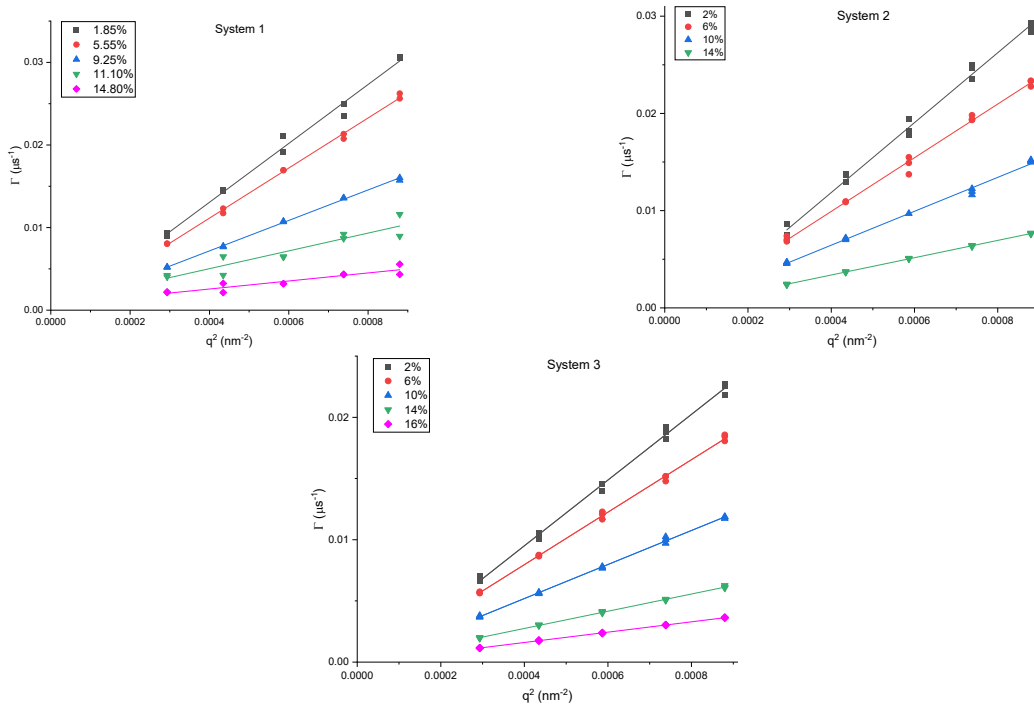 System 1
1.85%
5.55%
9.25%
11.10%
14.80%
0.03
0.02
0.01
0.00
Γ (μs⁻¹)
0.0000 0.0002 0.0004 0.0006 0.0008
q² (nm⁻²)
System 2
2%
6%
10%
14%
0.03
0.02
0.01
0.00
Γ (μs⁻¹)
0.0000 0.0002 0.0004 0.0006 0.0008
q² (nm⁻²)
System 3
2%
6%
10%
14%
16%
0.02
0.01
0.00
Γ (μs⁻¹)
0.0000 0.0002 0.0004 0.0006 0.0008
q² (nm⁻²)